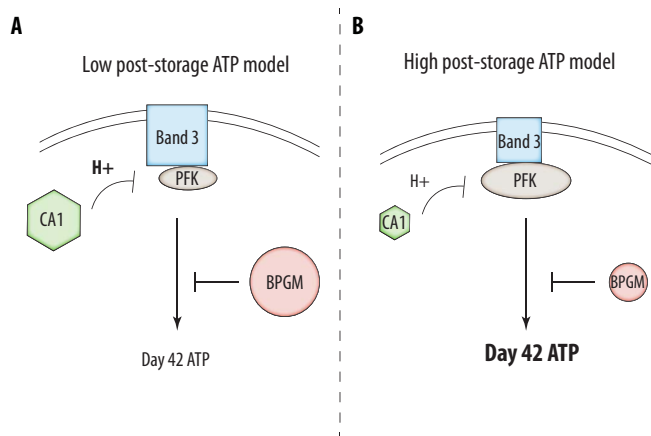 A
Low post-storage ATP model
Band 3
H+
PFK
CA1
BPGM
Day 42 ATP
B
High post-storage ATP model
Band 3
H+
PFK
CA1
BPGM
Day 42 ATP